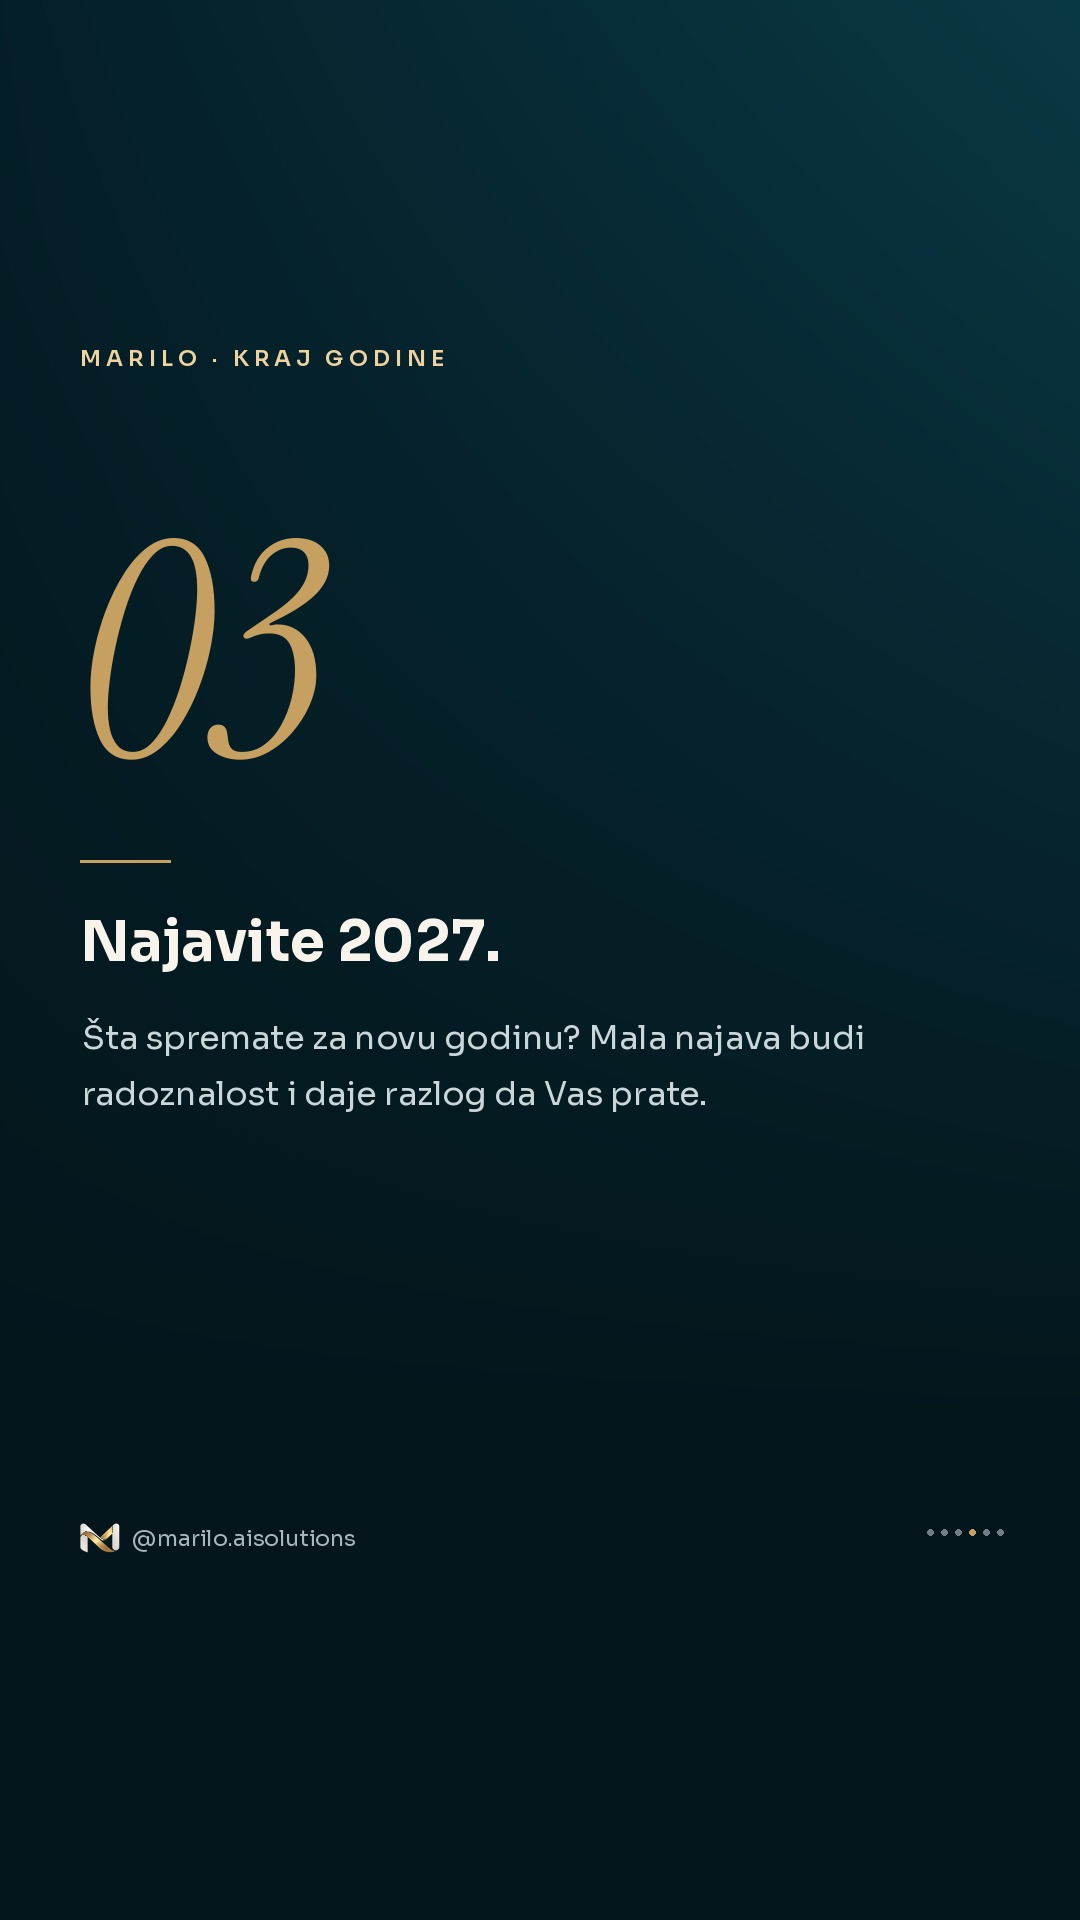 MARILO · KRAJ GODINE
03
Najavite 2027.
Šta spremate za novu godinu? Mala najava budi
radoznalost i daje razlog da Vas prate.
@marilo.aisolutions